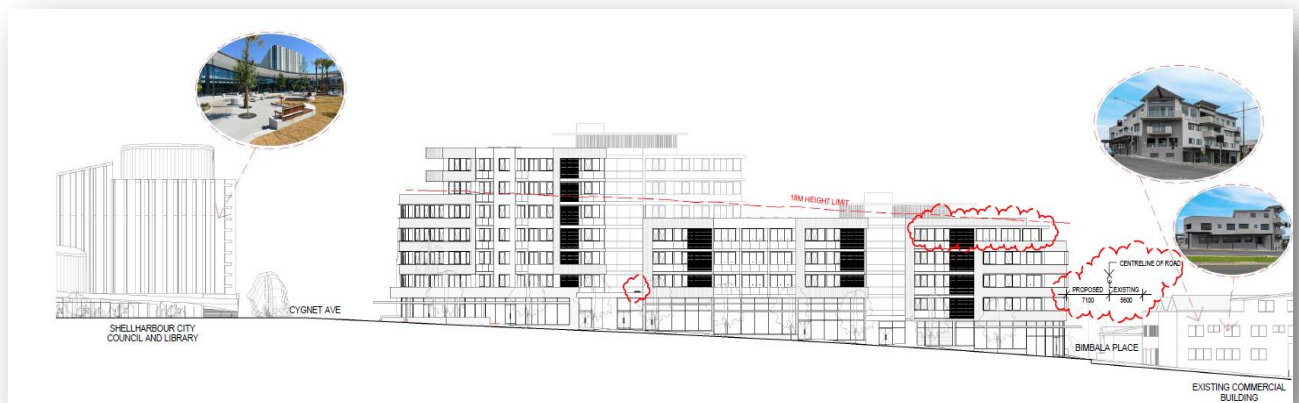 18M HEIGHT LIMIT
CENTRELINE OF ROAD
PROPOSED EXISTING
7100 5600
CYGNET AVE
SHELLHARBOUR CITY
COUNCIL AND LIBRARY
BIMBALA PLACE
EXISTING COMMERCIAL
BUILDING